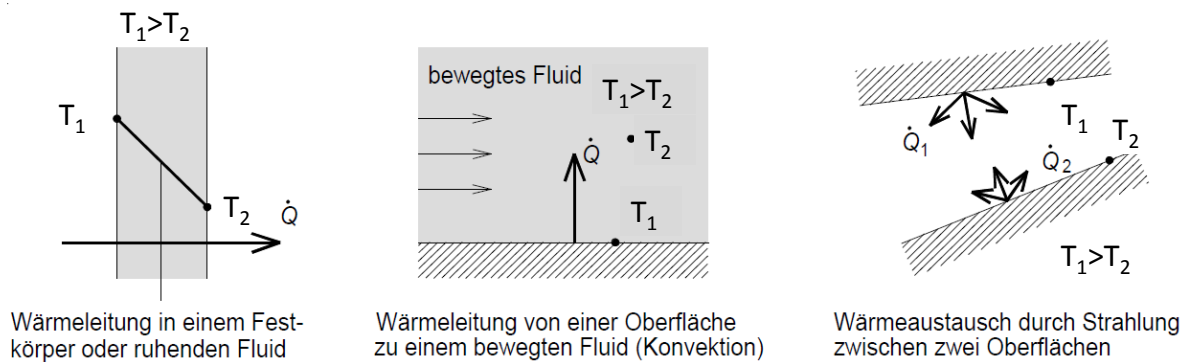 T₁>T₂
T₁
T₂
Q̇
Wärmeleitung in einem Fest-
körper oder ruhenden Fluid
bewegtes Fluid
T₁>T₂
T₂
Q̇
T₁
Wärmeleitung von einer Oberfläche
zu einem bewegten Fluid (Konvektion)
T₁
T₂
Q̇₁
Q̇₂
T₁>T₂
Wärmeaustausch durch Strahlung
zwischen zwei Oberflächen